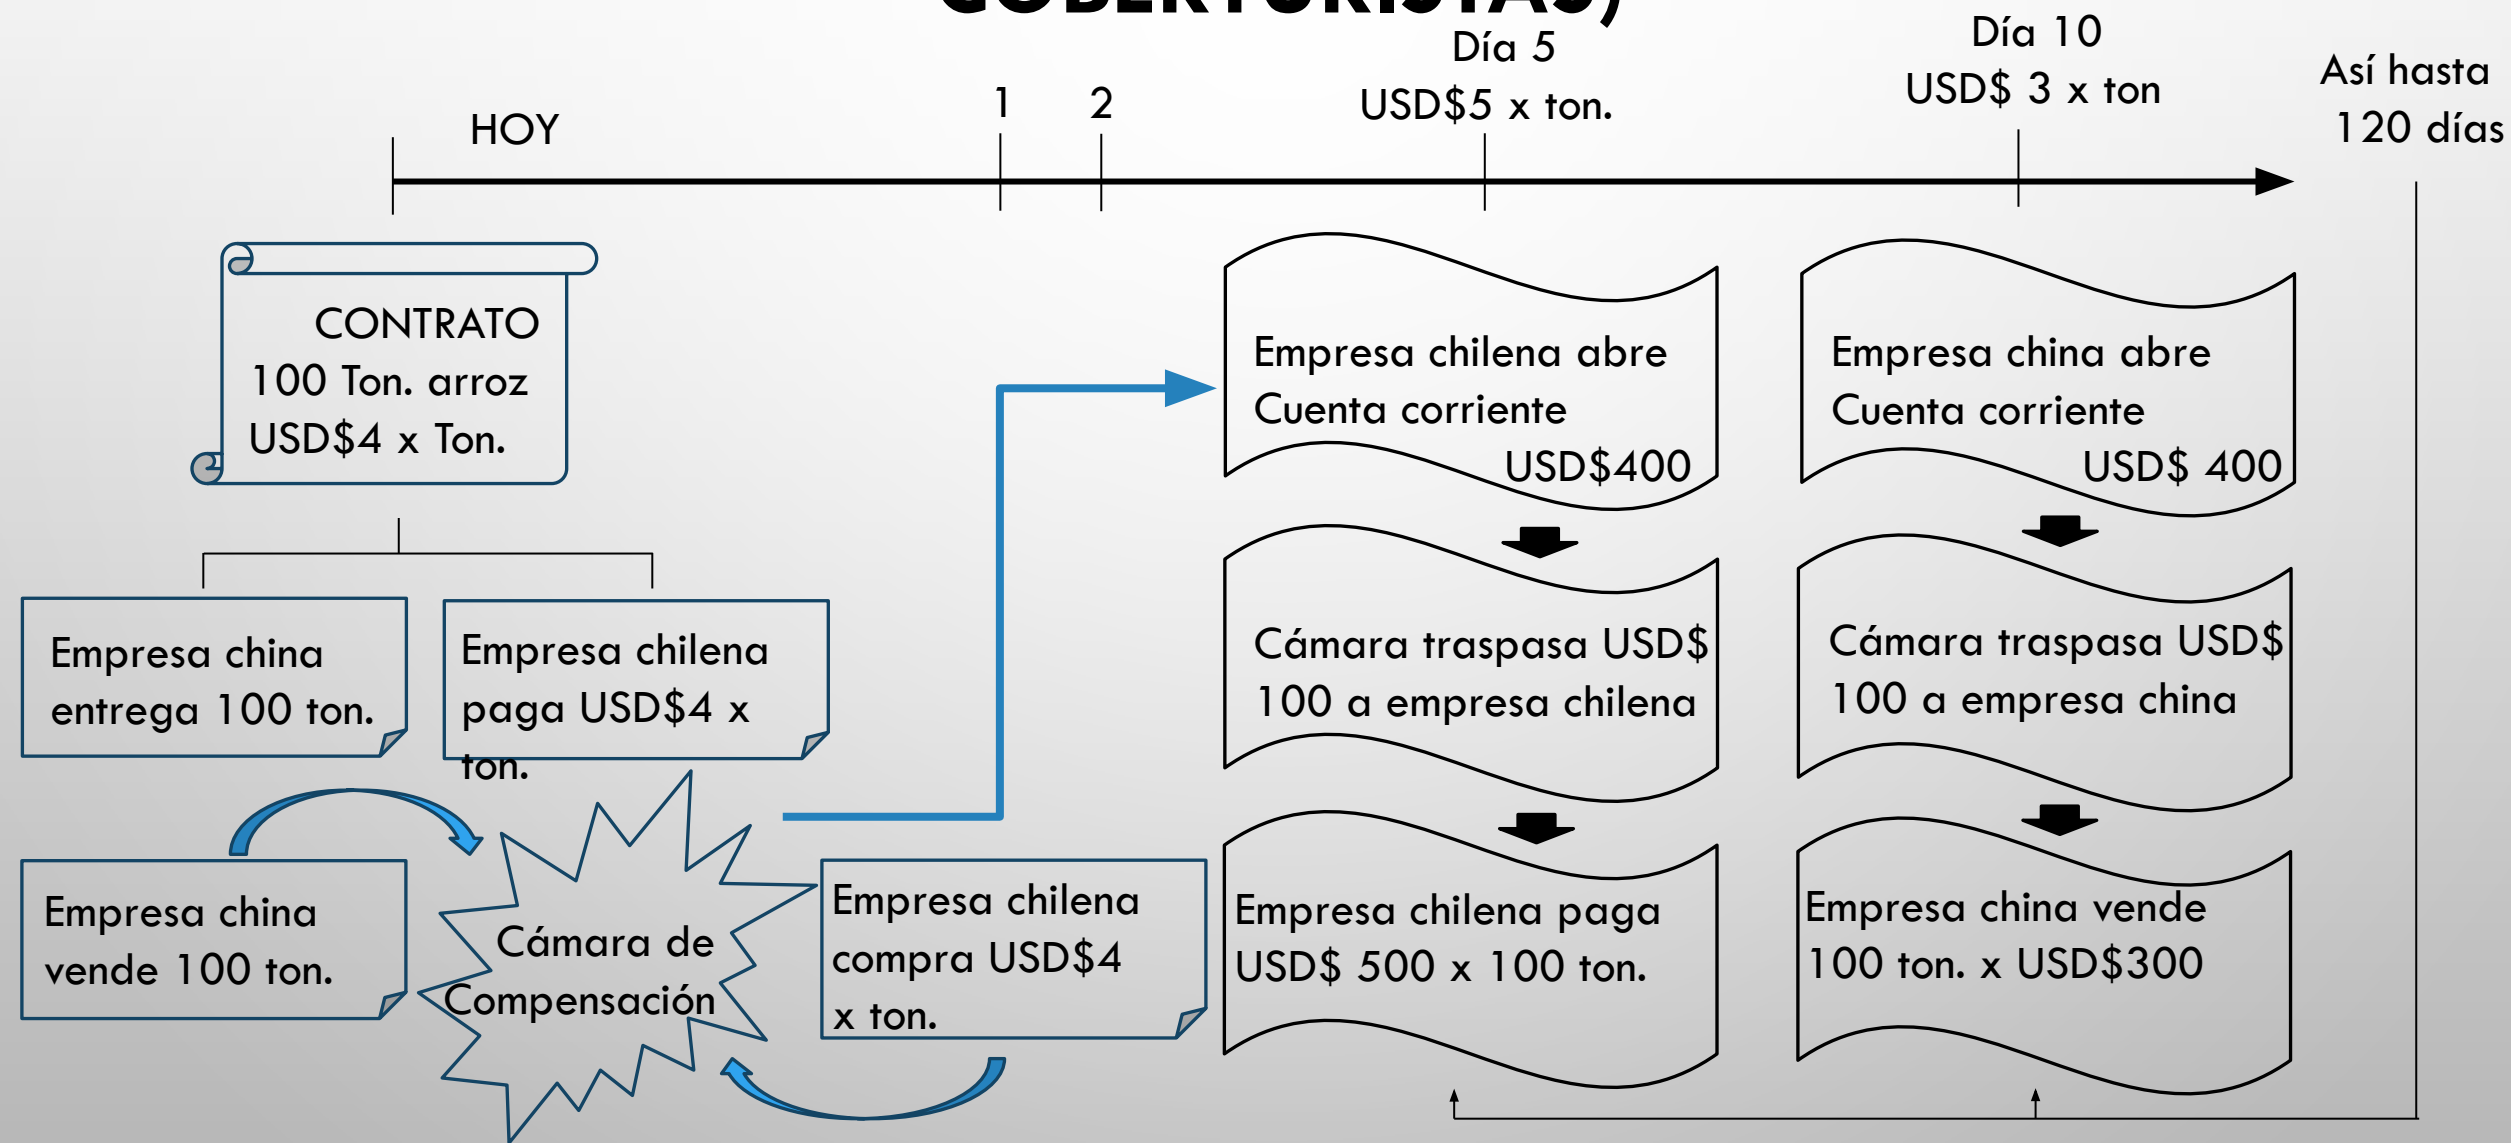 COBERTURISTAS)
HOY
1
2
Día 5
USD$5 x ton.
Día 10
USD$ 3 x ton
Así hasta
120 días
CONTRATO
100 Ton. arroz
USD$4 x Ton.
Empresa china
entrega 100 ton.
Empresa chilena
paga USD$4 x
ton.
Empresa china
vende 100 ton.
Cámara de
Compensación
Empresa chilena
compra USD$4
x ton.
Empresa chilena abre
Cuenta corriente
USD$400
Cámara traspasa USD$
100 a empresa chilena
Empresa chilena paga
USD$ 500 x 100 ton.
Empresa china abre
Cuenta corriente
USD$ 400
Cámara traspasa USD$
100 a empresa china
Empresa china vende
100 ton. x USD$300